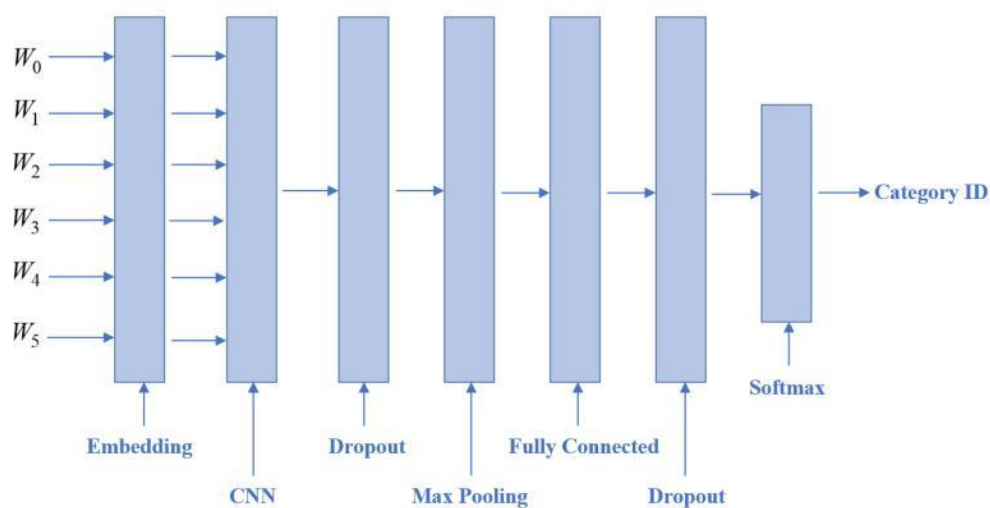 W0
W1
W2
W3
W4
W5
Category ID
Softmax
Embedding
Dropout
Fully Connected
CNN
Max Pooling
Dropout